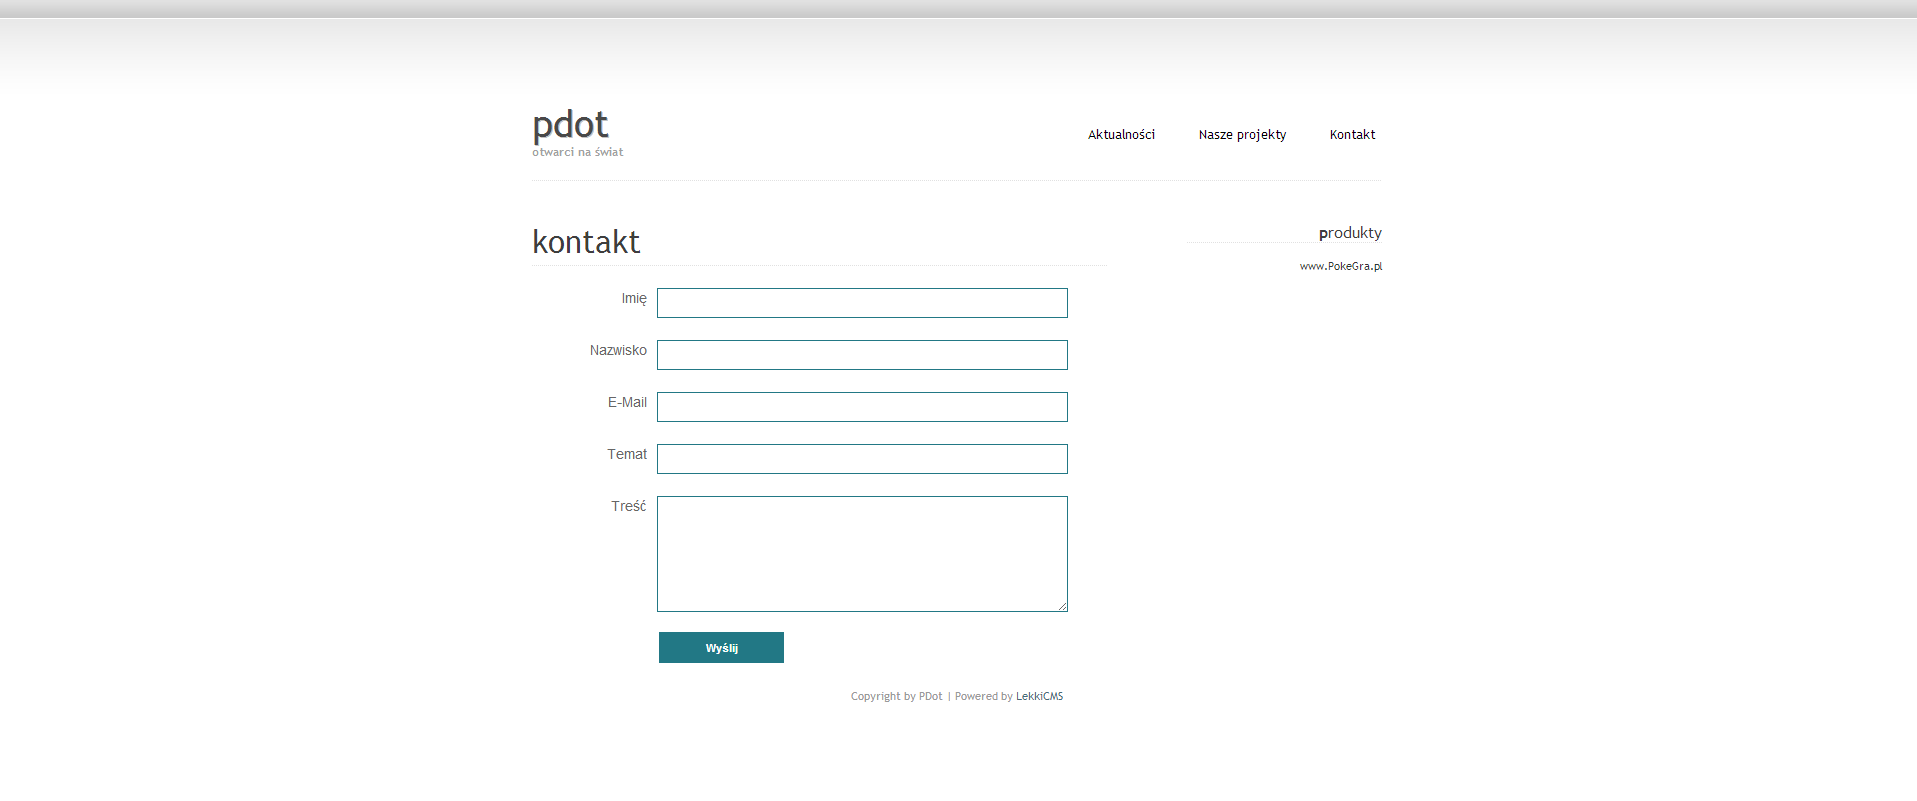 pdot
otwarci na świat
Aktualności Nasze projekty Kontakt
kontakt
Imię
Nazwisko
E-Mail
Temat
Treść
Wyślij
produkty
www.PokeGra.pl
Copyright by PDot | Powered by LekkiCMS